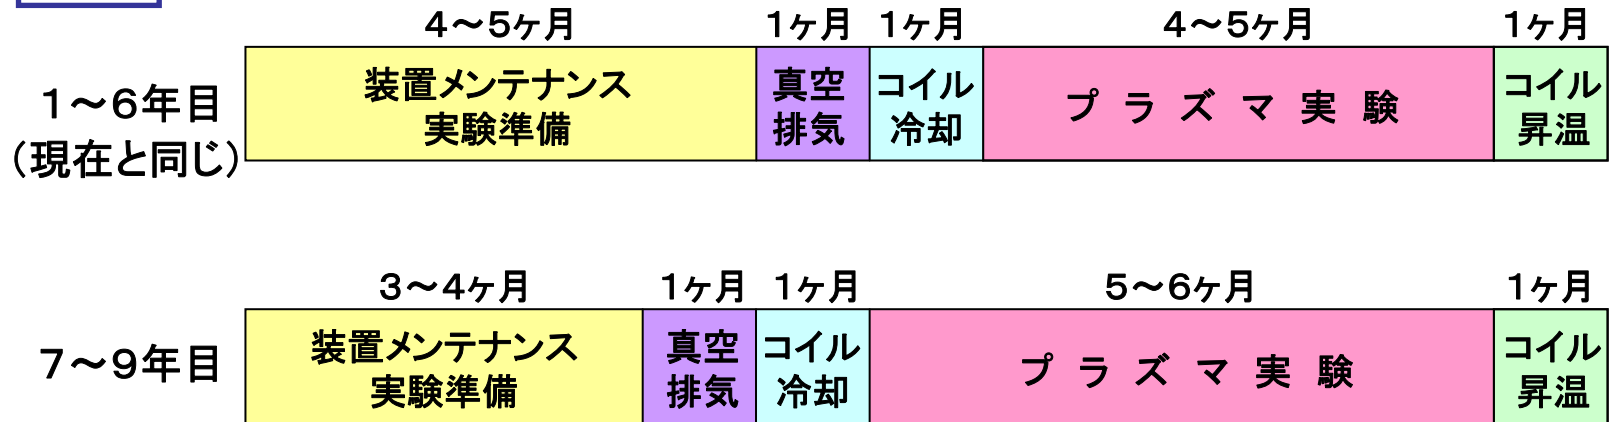 4～5ヶ月 1ヶ月 1ヶ月 4～5ヶ月 1ヶ月
1～6年目
（現在と同じ）
装置メンテナンス
実験準備
真空
排気
コイル
冷却
プラズマ実験
コイル
昇温
3～4ヶ月 1ヶ月 1ヶ月 5～6ヶ月 1ヶ月
7～9年目
装置メンテナンス
実験準備
真空
排気
コイル
冷却
プラズマ実験
コイル
昇温